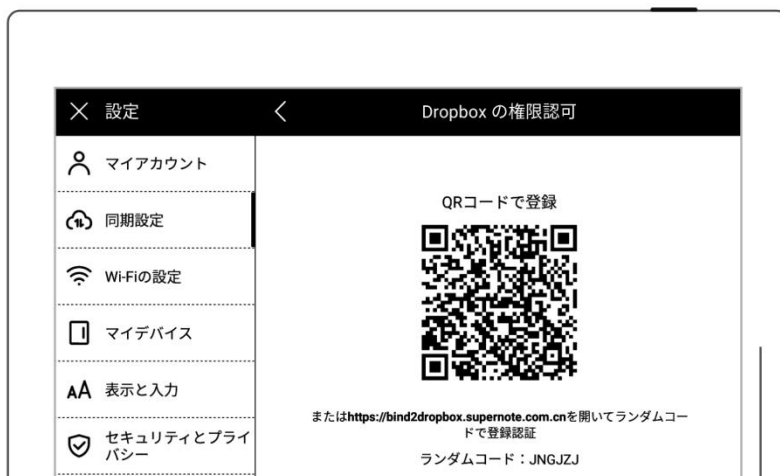 設定
Dropbox の権限認可
マイアカウント
同期設定
Wi-Fiの設定
マイデバイス
AA 表示と入力
セキュリティとプライ
バシー
QRコードで登録
またはhttps://bind2dropbox.supernote.com.cnを開いてランダムコー
ドで登録認証
ランダムコード：JNGJZJ